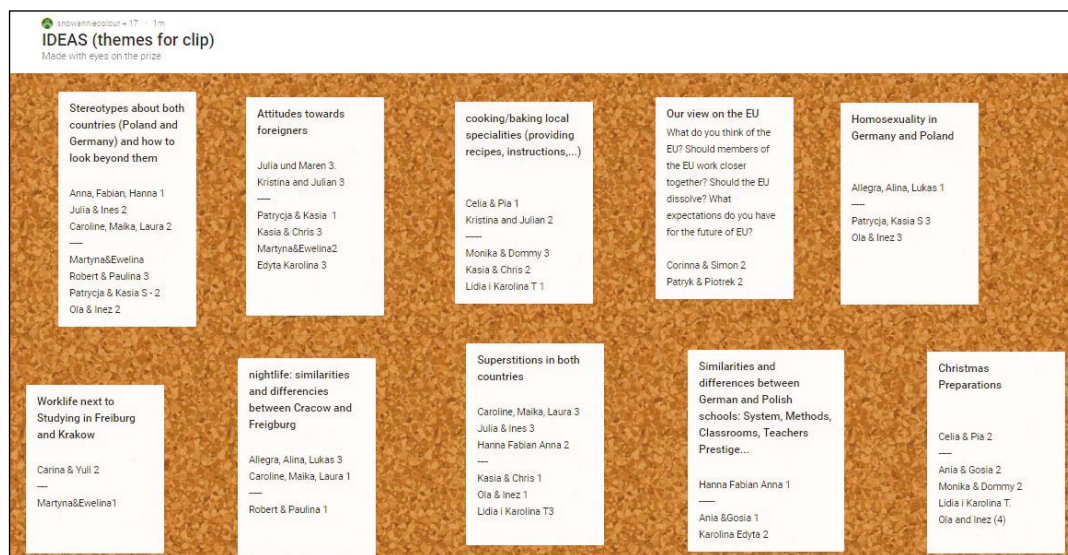 snowanniecolour + 17 · 1m
IDEAS (themes for clip)
Made with eyes on the prize
Stereotypes about both
countries (Poland and
Germany) and how to
look beyond them
Anna, Fabian, Hanna 1
Julia & Ines 2
Caroline, Maika, Laura 2
----
Martyna&Ewelina
Robert & Paulina 3
Patrycja & Kasia S - 2
Ola & Inez 2
Attitudes towards
foreigners
Julia und Maren 3.
Kristina and Julian 3
-----
Patrycja & Kasia 1
Kasia & Chris 3
Martyna&Ewelina2
Edyta Karolina 3
cooking/baking local
specialities (providing
recipes, instructions,...)
Celia & Pia 1
Kristina and Julian 2
------
Monika & Dommy 3
Kasia & Chris 2
Lidia i Karolina T 1
Our view on the EU
What do you think of the
EU? Should members of
the EU work closer
together? Should the EU
dissolve? What
expectations do you have
for the future of EU?
Corinna & Simon 2
Patryk & Piotrek 2
Homosexuality in
Germany and Poland
Allegra, Alina, Lukas 1
-----
Patrycja, Kasia S 3
Ola & Inez 3
Worklife next to
Studying in Freiburg
and Krakow
Carina & Yuli 2
----
Martyna&Ewelina1
nightlife: similarities
and differencies
between Cracow and
Freigburg
Allegra, Alina, Lukas 3
Caroline, Maika, Laura 1
-----
Robert & Paulina 1
Superstitions in both
countries
Caroline, Maika, Laura 3
Julia & Ines 3
Hanna Fabian Anna 2
----
Kasia & Chris 1
Ola & Inez 1
Lidia i Karolina T3
Similarities and
differences between
German and Polish
schools: System, Methods,
Classrooms, Teachers
Prestige...
Hanna Fabian Anna 1
------
Ania &Gosia 1
Karolina Edyta 2
Christmas
Preparations
Celia & Pia 2
-----
Ania & Gosia 2
Monika & Dommy 2
Lidia i Karolina T.
Ola and Inez (4)